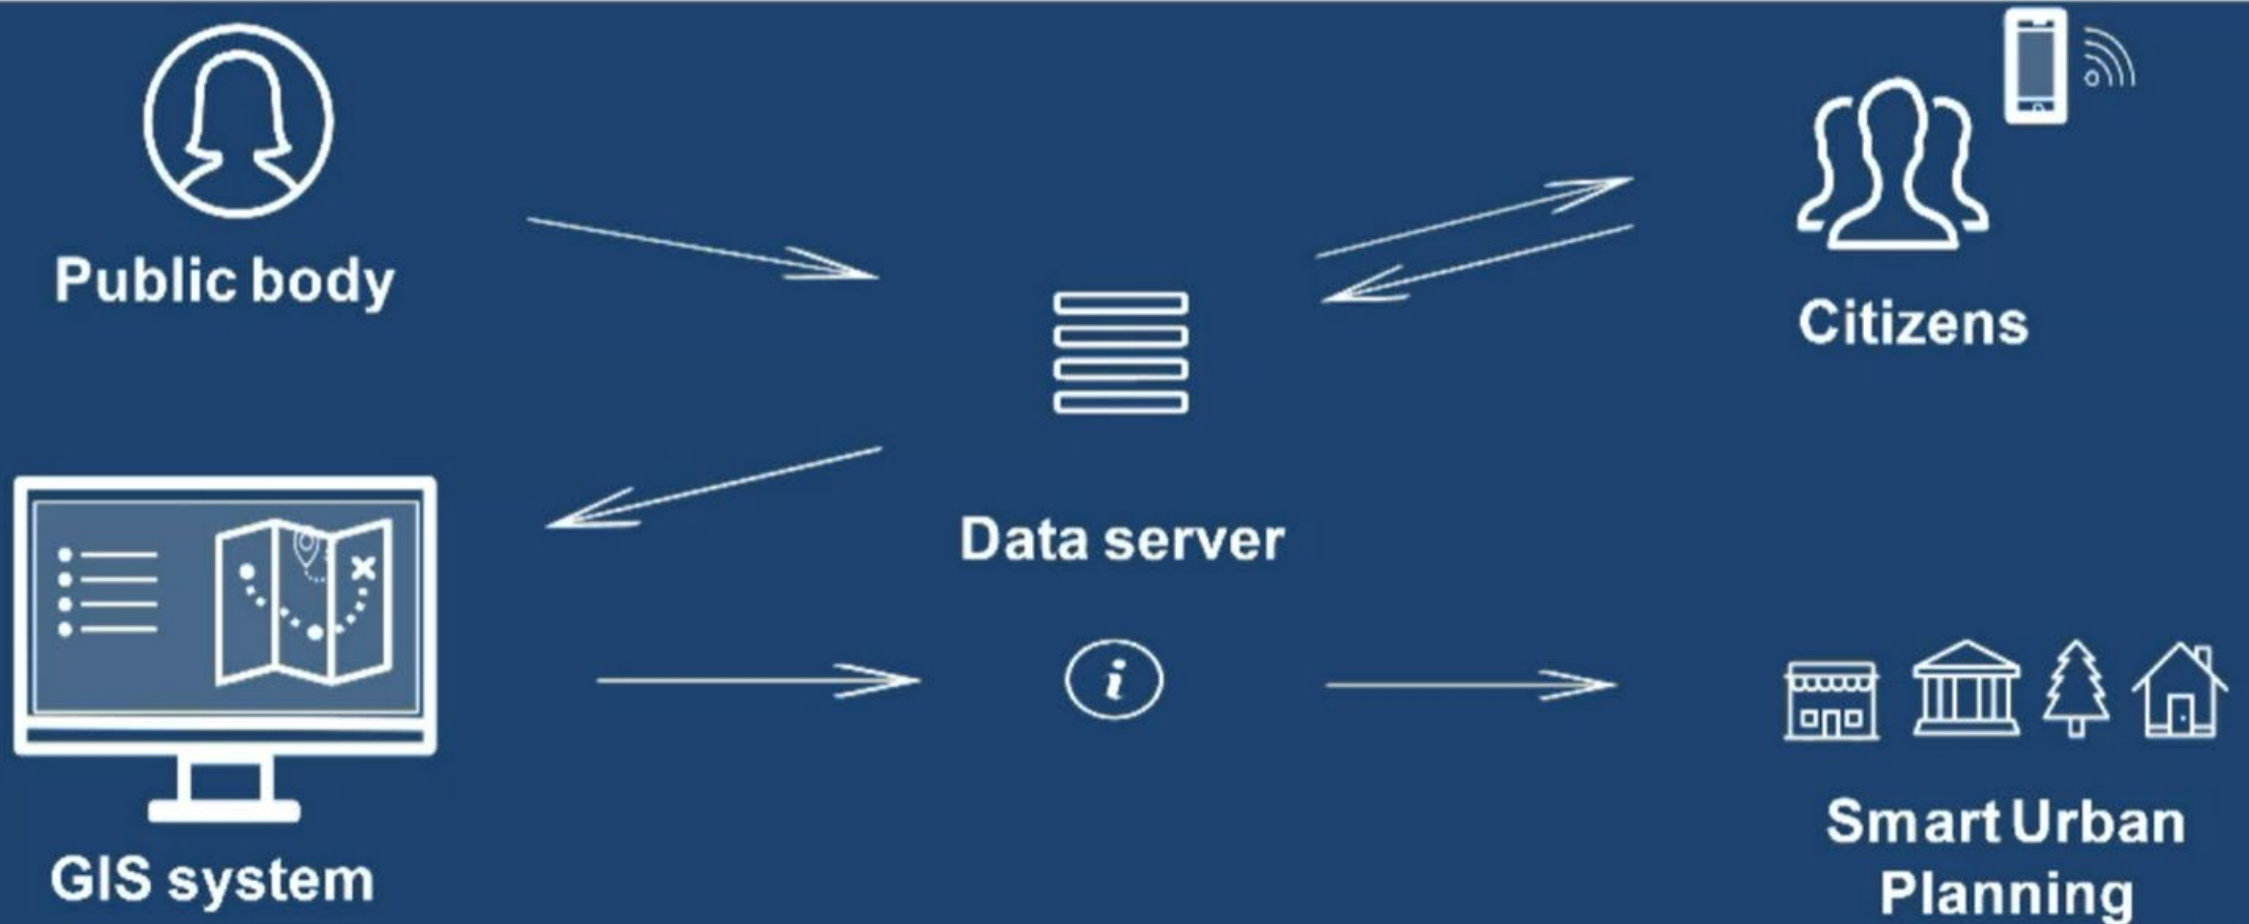 Public body
Citizens
Data server
i
GIS system
Smart Urban
Planning